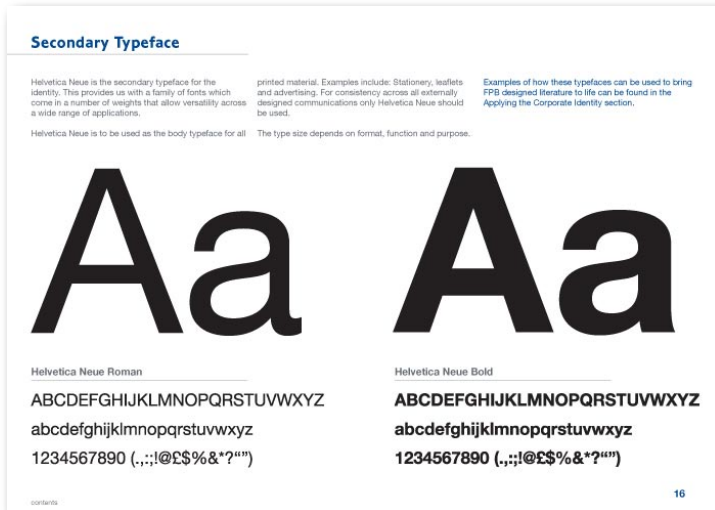 Secondary Typeface
Helvetica Neue is the secondary typeface for the
identity. This provides us with a family of fonts which
come in a number of weights that allow versatility across
a wide range of applications.
Helvetica Neue is to be used as the body typeface for all
printed material. Examples include: Stationery, leaflets
and advertising. For consistency across all externally
designed communications only Helvetica Neue should
be used.
The type size depends on format, function and purpose.
Examples of how these typefaces can be used to bring
FPB designed literature to life can be found in the
Applying the Corporate Identity section.
Aa
Helvetica Neue Roman
ABCDEFGHIJKLMNOPQRSTUVWXYZ
abcdefghijklmnopqrstuvwxyz
1234567890 (.,:;!@£$%&*?“”)
Aa
Helvetica Neue Bold
ABCDEFGHIJKLMNOPQRSTUVWXYZ
abcdefghijklmnopqrstuvwxyz
1234567890 (.,:;!@£$%&*?“”)
contents
16